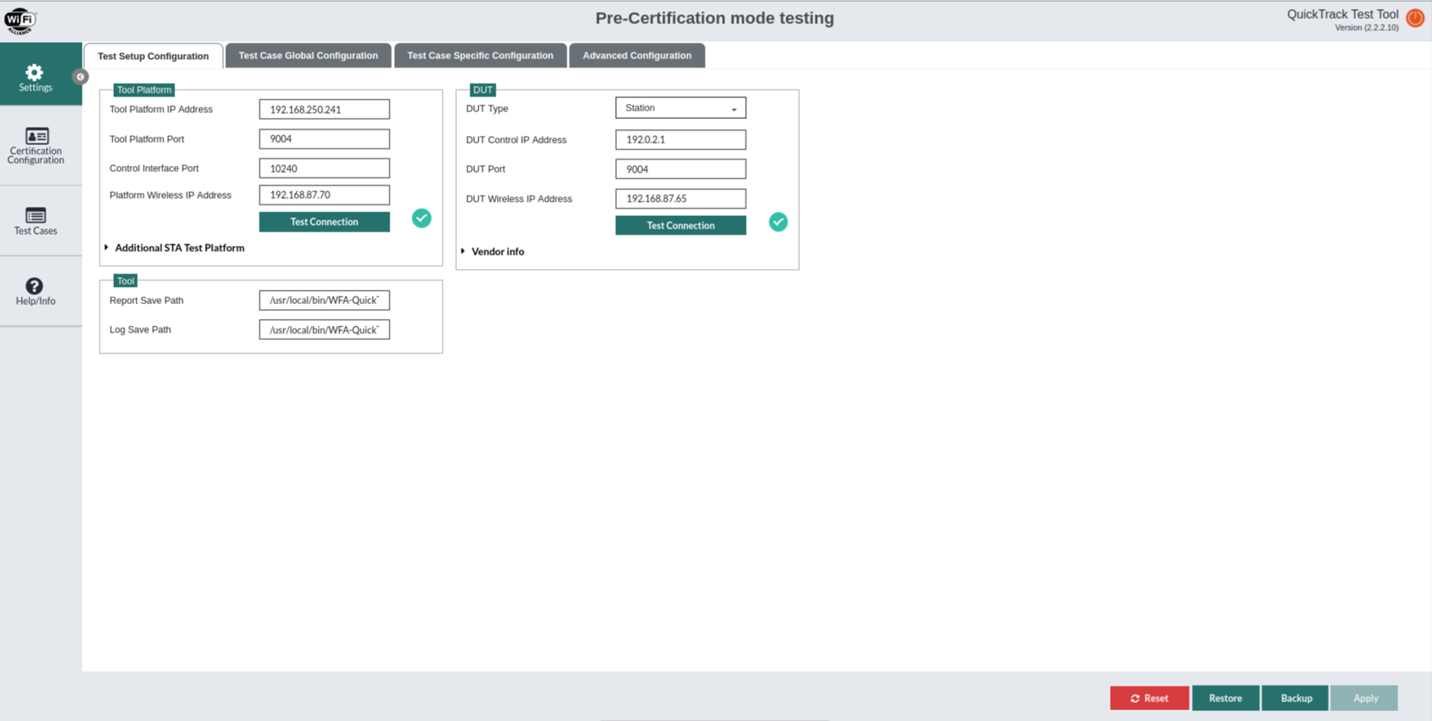 WiFi
ALLIANCE
Pre-Certification mode testing
QuickTrack Test Tool
Version (2.2.2.10)
Settings
Certification
Configuration
Test Cases
Help/Info
Test Setup Configuration
Test Case Global Configuration
Test Case Specific Configuration
Advanced Configuration
Tool Platform
Tool Platform IP Address 192.168.250.241
Tool Platform Port 9004
Control Interface Port 10240
Platform Wireless IP Address 192.168.87.70
Test Connection
Additional STA Test Platform
DUT
DUT Type Station
DUT Control IP Address 192.0.2.1
DUT Port 9004
DUT Wireless IP Address 192.168.87.65
Test Connection
Vendor info
Tool
Report Save Path /usr/local/bin/WFA-Quick
Log Save Path /usr/local/bin/WFA-Quick
Reset
Restore
Backup
Apply